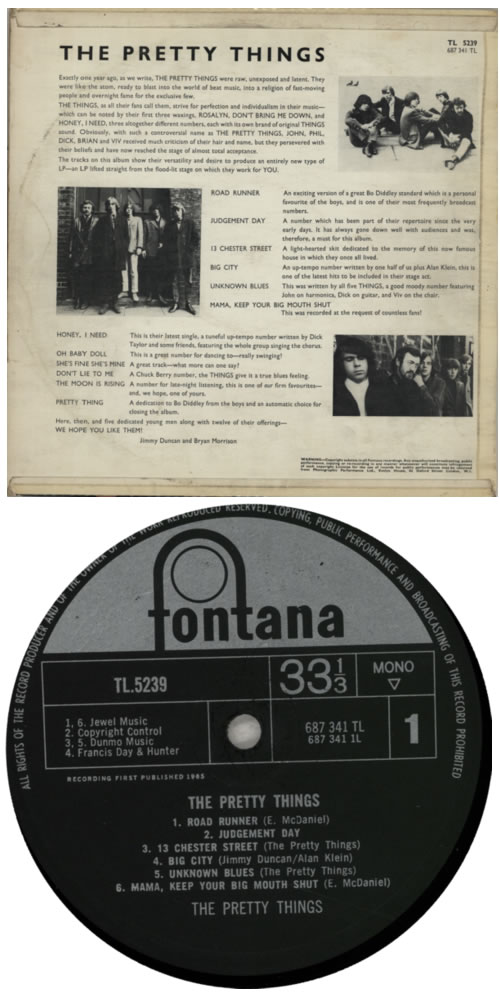 THE PRETTY THINGS
TL 5239
687 341 TL
Exactly one year ago, as we write, THE PRETTY THINGS were raw, unexposed and latent. They
were like the atom, ready to blast into the world of beat music, into a religion of fast-moving
people and overnight fame for the exclusive few.
THE THINGS, as all their fans call them, strive for perfection and individualism in their music—
which can be noted by their first three waxings, ROSALYN, DON'T BRING ME DOWN, and
HONEY, I NEED, three altogether different numbers, each with its own brand of original THINGS
sound. Obviously, with such a controversial name as THE PRETTY THINGS, JOHN, PHIL,
DICK, BRIAN and VIV received much criticism of their hair and name, but they persevered with
their beliefs and have now reached the stage of almost total acceptance.
The tracks on this album show their versatility and desire to produce an entirely new type of
LP—an LP lifted straight from the flood-lit stage on which they work for YOU.
ROAD RUNNER An exciting version of a great Bo Diddley standard which is a personal
favourite of the boys, and is one of their most frequently broadcast
numbers.
JUDGEMENT DAY A number which has been part of their repertoire since the very
early days. It has always gone down well with audiences and was,
therefore, a must for this album.
13 CHESTER STREET A light-hearted skit dedicated to the memory of this now famous
house in which they once all lived.
BIG CITY An up-tempo number written by one half of us plus Alan Klein, this is
one of the latest hits to be included in their stage act.
UNKNOWN BLUES This was written by all five THINGS, a good moody number featuring
John on harmonica, Dick on guitar, and Viv on the chair.
MAMA, KEEP YOUR BIG MOUTH SHUT
This was recorded at the request of countless fans!
HONEY, I NEED This is their latest single, a tuneful up-tempo number written by Dick
Taylor and some friends, featuring the whole group singing the chorus.
OH BABY DOLL This is a great number for dancing to—really swinging!
SHE'S FINE SHE'S MINE A great track—what more can one say?
DON'T LIE TO ME A Chuck Berry number, the THINGS give it a true blues feeling.
THE MOON IS RISING A number for late-night listening, this is one of our firm favourites—
and, we hope, one of yours.
PRETTY THING A dedication to Bo Diddley from the boys and an automatic choice for
closing the album.
Here, then, and five dedicated young men along with twelve of their offerings—
WE HOPE YOU LIKE THEM!
Jimmy Duncan and Bryan Morrison
ALL RIGHTS OF THE RECORD PRODUCER AND OF THE OWNER OF THE WORK REPRODUCED RESERVED. COPYING, PUBLIC PERFORMANCE AND BROADCASTING OF THIS RECORD PROHIBITED
fontana
TL.5239
33 1/3
MONO
1, 6. Jewel Music
2. Copyright Control
3, 5. Dunmo Music
4. Francis Day & Hunter
687 341 TL
687 341 1L
1
RECORDING FIRST PUBLISHED 1965
THE PRETTY THINGS
1. ROAD RUNNER (E. McDaniel)
2. JUDGEMENT DAY
3. 13 CHESTER STREET (The Pretty Things)
4. BIG CITY (Jimmy Duncan/Alan Klein)
5. UNKNOWN BLUES (The Pretty Things)
6. MAMA, KEEP YOUR BIG MOUTH SHUT (E. McDaniel)
THE PRETTY THINGS